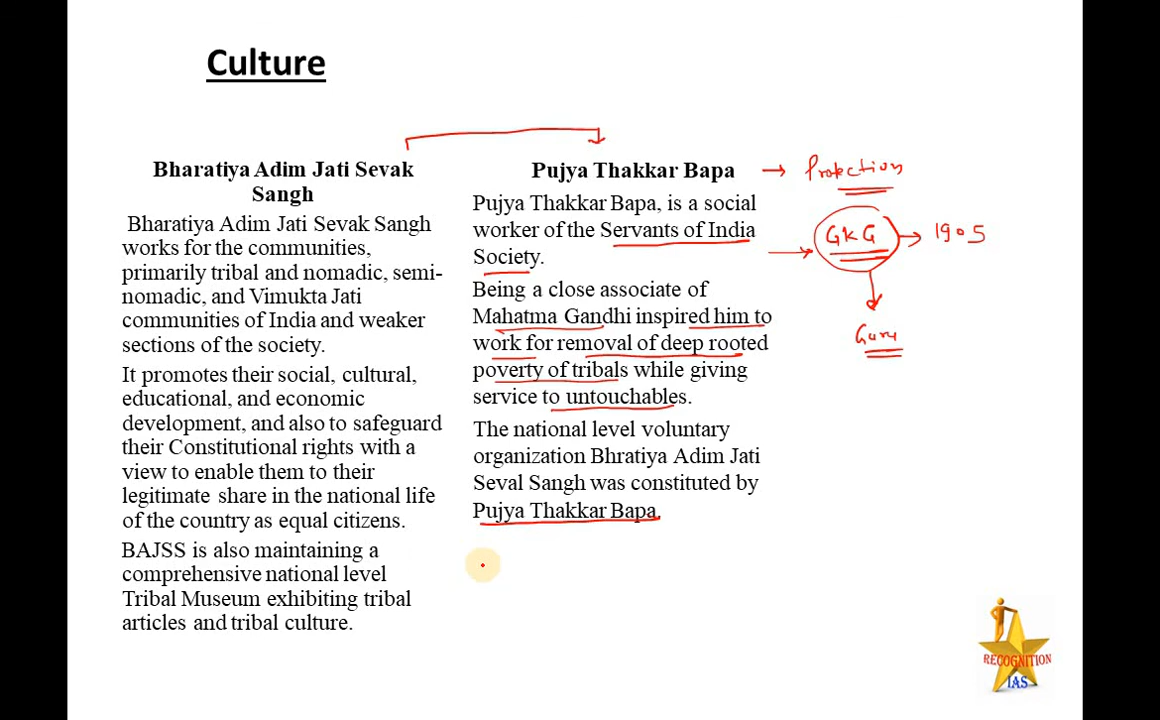 Culture
Bharatiya Adim Jati Sevak
Sangh
Bharatiya Adim Jati Sevak Sangh
works for the communities,
primarily tribal and nomadic, semi-
nomadic, and Vimukta Jati
communities of India and weaker
sections of the society.
It promotes their social, cultural,
educational, and economic
development, and also to safeguard
their Constitutional rights with a
view to enable them to their
legitimate share in the national life
of the country as equal citizens.
BAJSS is also maintaining a
comprehensive national level
Tribal Museum exhibiting tribal
articles and tribal culture.
Pujya Thakkar Bapa
Pujya Thakkar Bapa, is a social
worker of the Servants of India
Society.
Being a close associate of
Mahatma Gandhi inspired him to
work for removal of deep rooted
poverty of tribals while giving
service to untouchables.
The national level voluntary
organization Bhratiya Adim Jati
Seval Sangh was constituted by
Pujya Thakkar Bapa.
Protection
GKG
1905
Guru
RECOGNITION
IAS